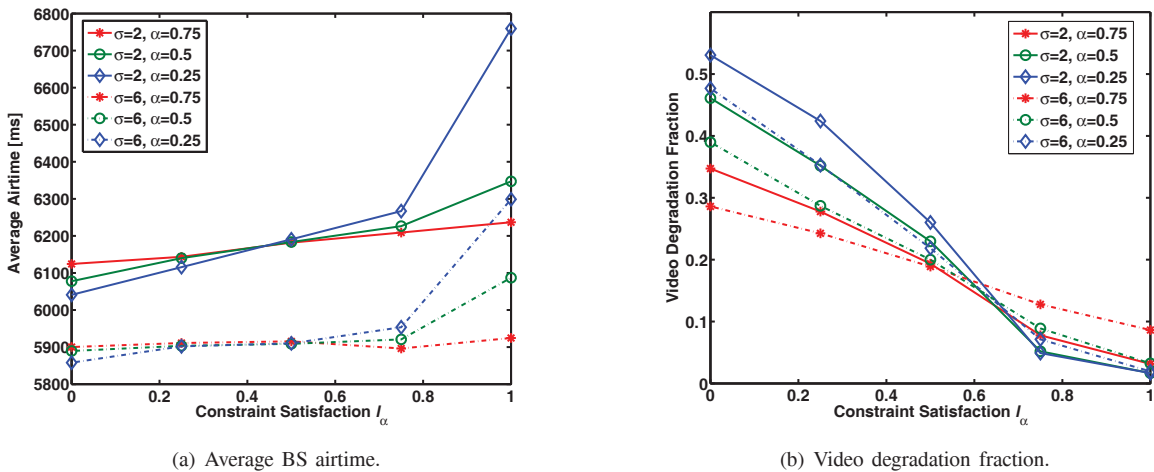 6800
6700
6600
6500
6400
6300
6200
6100
6000
5900
5800
Average Airtime [ms]
σ=2, α=0.75
σ=2, α=0.5
σ=2, α=0.25
σ=6, α=0.75
σ=6, α=0.5
σ=6, α=0.25
0 0.2 0.4 0.6 0.8 1
Constraint Satisfaction Iα
(a) Average BS airtime.
0.5
0.4
0.3
0.2
0.1
0
Video Degradation Fraction
σ=2, α=0.75
σ=2, α=0.5
σ=2, α=0.25
σ=6, α=0.75
σ=6, α=0.5
σ=6, α=0.25
0 0.2 0.4 0.6 0.8 1
Constraint Satisfaction Iα
(b) Video degradation fraction.